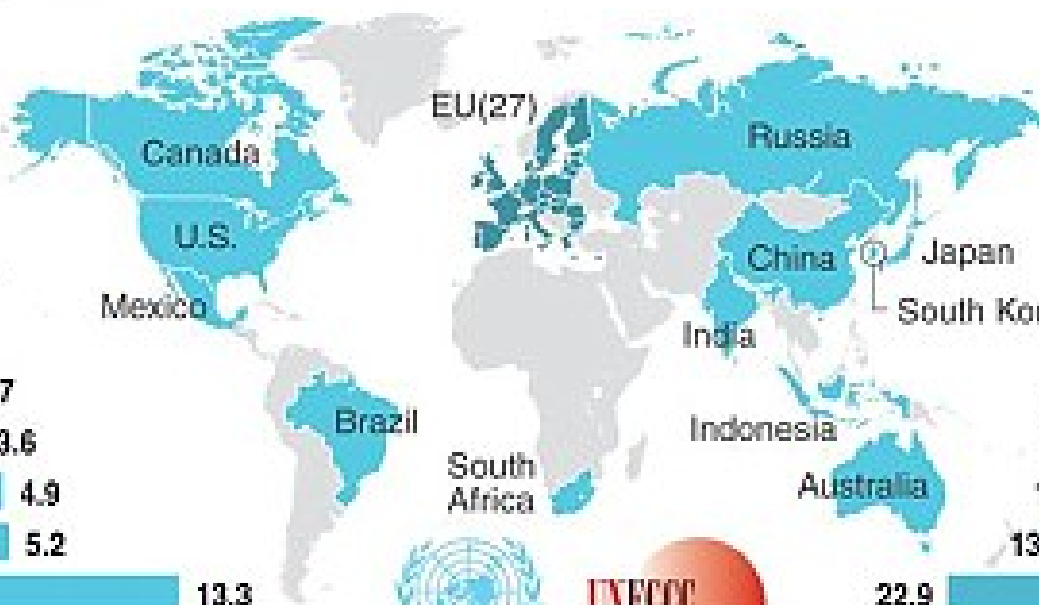 EU(27)
Canada
Russia
U.S.
China
Japan
Mexico
South Kor
India
7
Brazil
3.6
Indonesia
South
Africa
4.9
Australia
5.2
13
13.3
UNFCCC
22.9